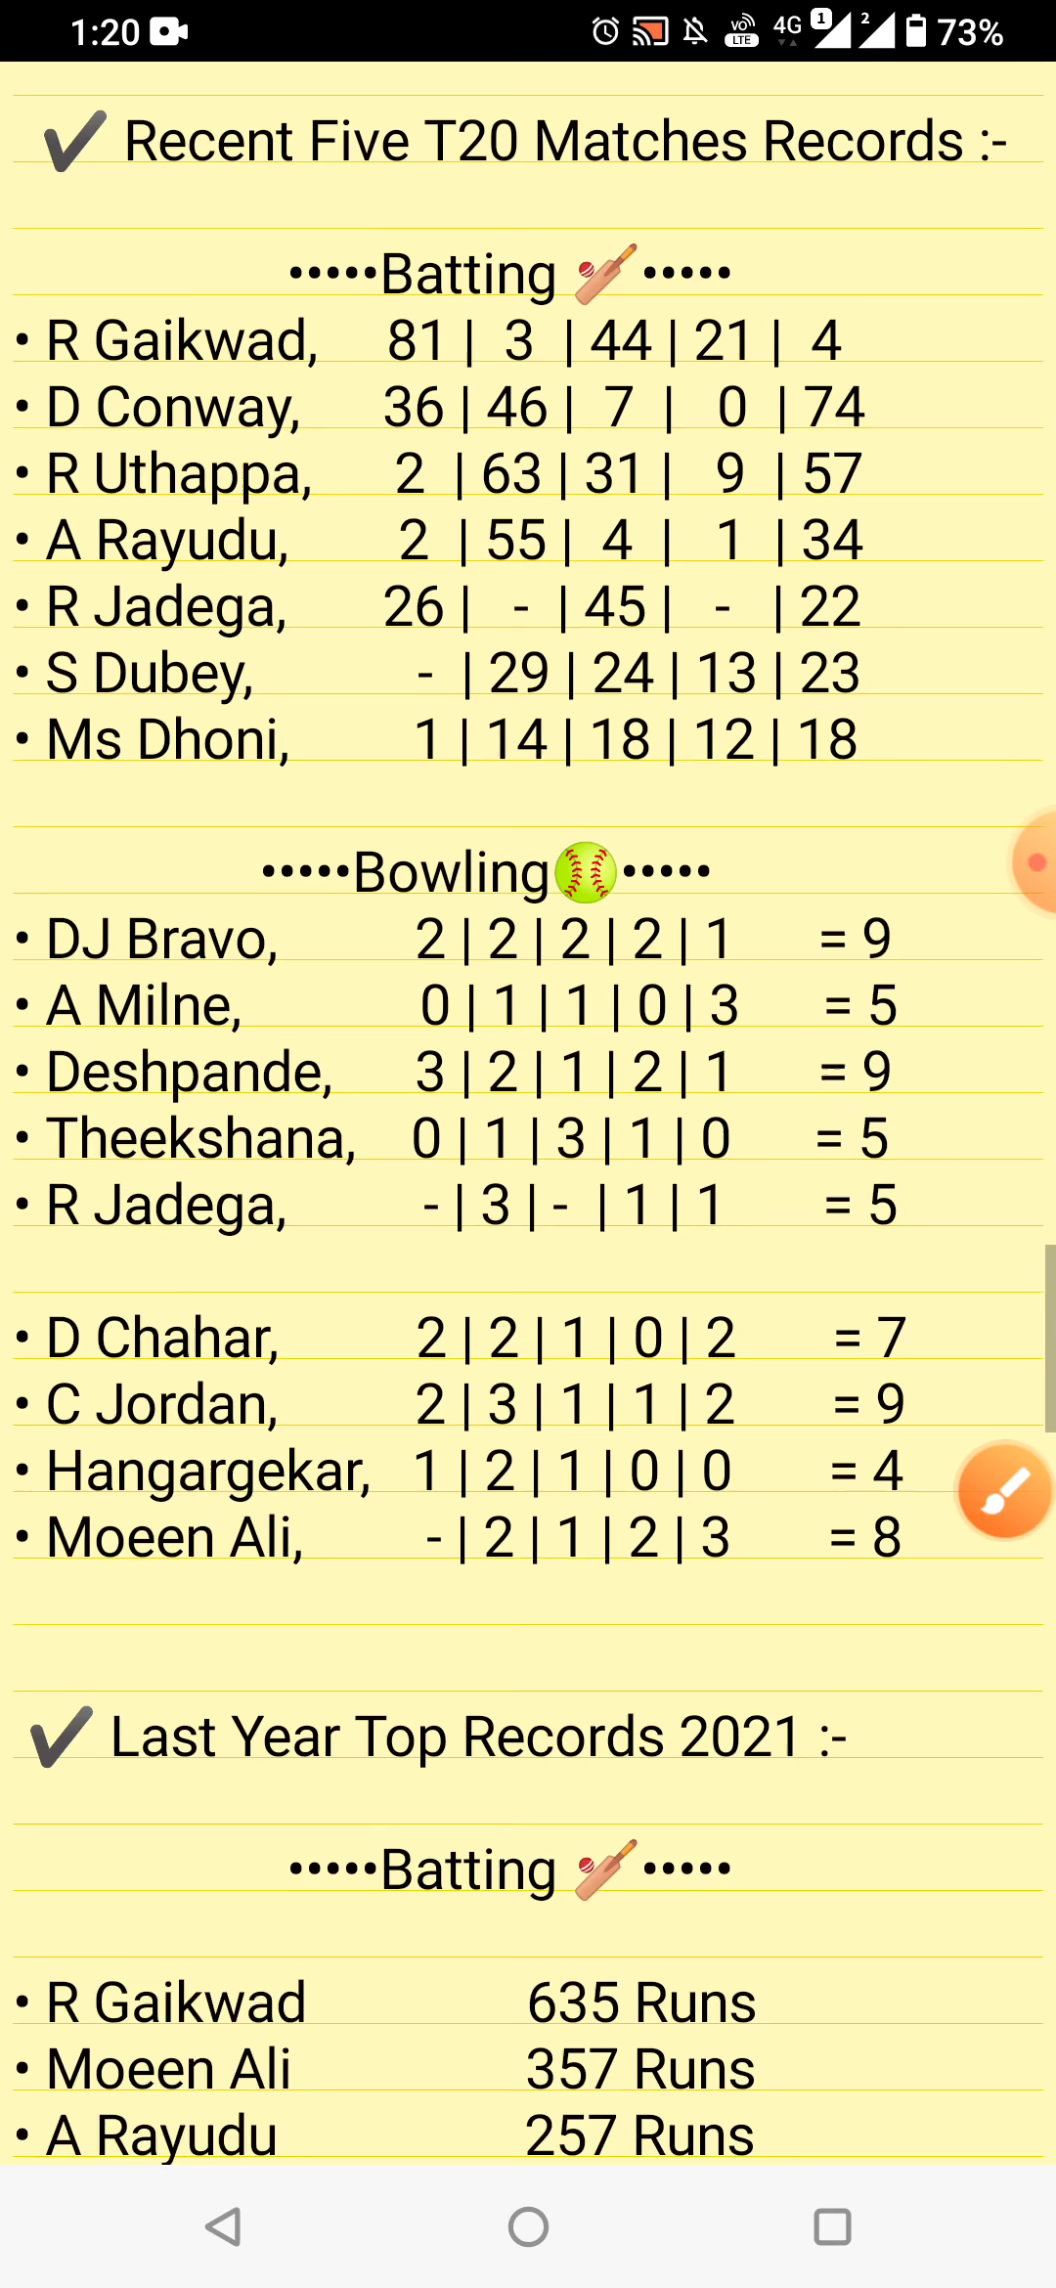 1:20 VO LTE 4G 1 2 73%
✔ Recent Five T20 Matches Records :-
•••••Batting 🏏•••••
• R Gaikwad, 81 | 3 | 44 | 21 | 4
• D Conway, 36 | 46 | 7 | 0 | 74
• R Uthappa, 2 | 63 | 31 | 9 | 57
• A Rayudu, 2 | 55 | 4 | 1 | 34
• R Jadega, 26 | - | 45 | - | 22
• S Dubey, - | 29 | 24 | 13 | 23
• Ms Dhoni, 1 | 14 | 18 | 12 | 18
•••••Bowling🥎•••••
• DJ Bravo, 2 | 2 | 2 | 2 | 1 = 9
• A Milne, 0 | 1 | 1 | 0 | 3 = 5
• Deshpande, 3 | 2 | 1 | 2 | 1 = 9
• Theekshana, 0 | 1 | 3 | 1 | 0 = 5
• R Jadega, - | 3 | - | 1 | 1 = 5
• D Chahar, 2 | 2 | 1 | 0 | 2 = 7
• C Jordan, 2 | 3 | 1 | 1 | 2 = 9
• Hangargekar, 1 | 2 | 1 | 0 | 0 = 4
• Moeen Ali, - | 2 | 1 | 2 | 3 = 8
✔ Last Year Top Records 2021 :-
•••••Batting 🏏•••••
• R Gaikwad 635 Runs
• Moeen Ali 357 Runs
• A Rayudu 257 Runs